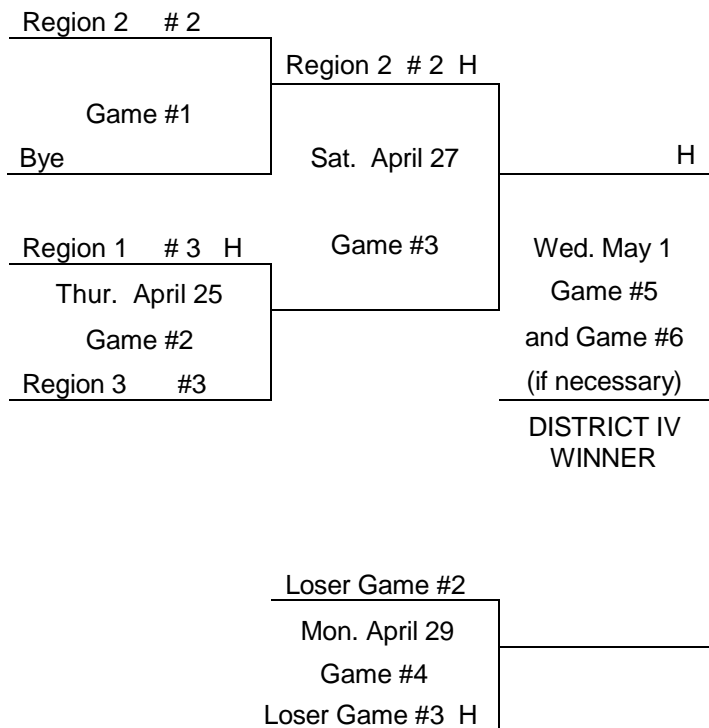 Region 2 # 2
Region 2 # 2 H
Game #1
Bye
Sat. April 27
H
Region 1 # 3 H
Game #3
Wed. May 1
Thur. April 25
Game #5
Game #2
and Game #6
Region 3 #3
(if necessary)
DISTRICT IV
WINNER
Loser Game #2
Mon. April 29
Game #4
Loser Game #3 H